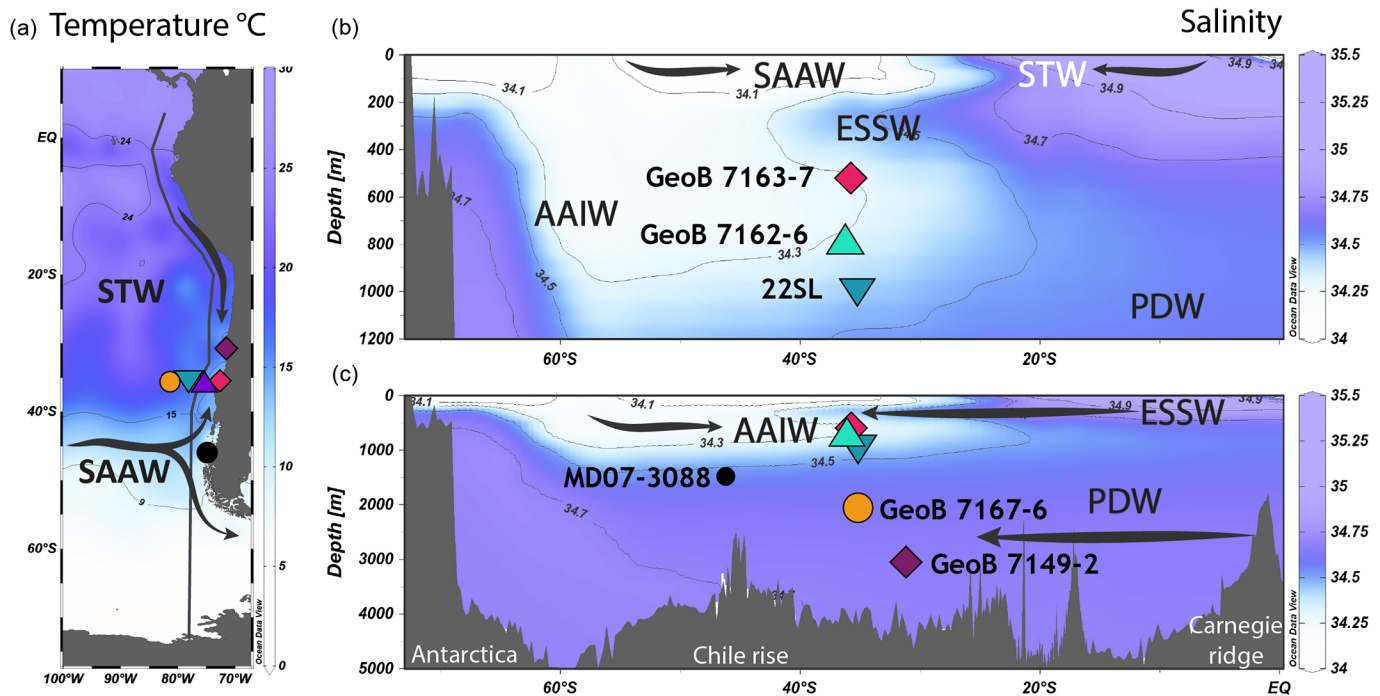 (a) Temperature °C
30
25
20
15
10
5
0
EQ
20°S
40°S
60°S
100°W 90°W 80°W 70°W
24
24
15
9
STW
SAAW
Ocean Data View
(b)
Salinity
0
200
400
600
800
1000
1200
Depth [m]
60°S 40°S 20°S
34.1
34.1
34.9
34.9
34.7
34.7
34.5
34.3
SAAW
STW
ESSW
AAIW
PDW
GeoB 7163-7
GeoB 7162-6
22SL
35.5
35.25
35
34.75
34.5
34.25
34
Ocean Data View
(c)
0
1000
2000
3000
4000
5000
Depth [m]
60°S 40°S 20°S EQ
34.1
34.9
34.9
34.3
34.5
34.7
ESSW
AAIW
MD07-3088
PDW
GeoB 7167-6
GeoB 7149-2
Antarctica
Chile rise
Carnegie
ridge
35.5
35.25
35
34.75
34.5
34.25
34
Ocean Data View